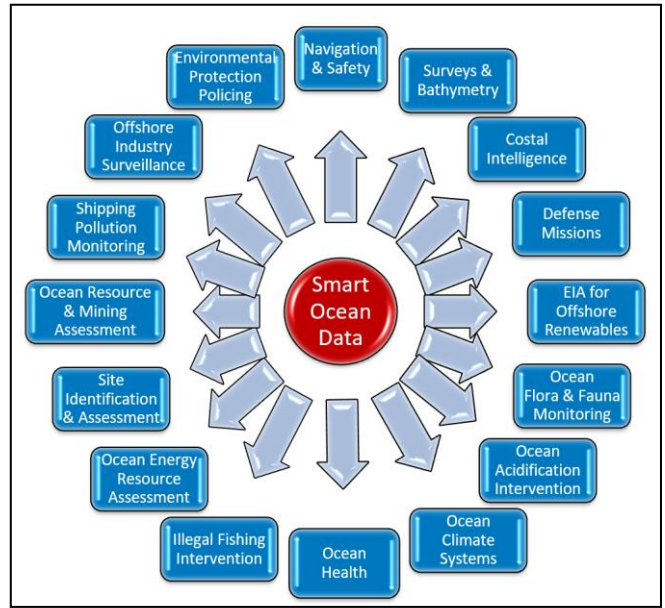 Navigation
& Safety
Surveys &
Bathymetry
Costal
Intelligence
Defense
Missions
EIA for
Offshore
Renewables
Ocean
Flora & Fauna
Monitoring
Ocean
Acidification
Intervention
Ocean
Climate
Systems
Ocean
Health
Illegal Fishing
Intervention
Ocean Energy
Resource
Assessment
Site
Identification
& Assessment
Ocean Resource
& Mining
Assessment
Shipping
Pollution
Monitoring
Offshore
Industry
Surveillance
Environmental
Protection
Policing
Smart
Ocean
Data